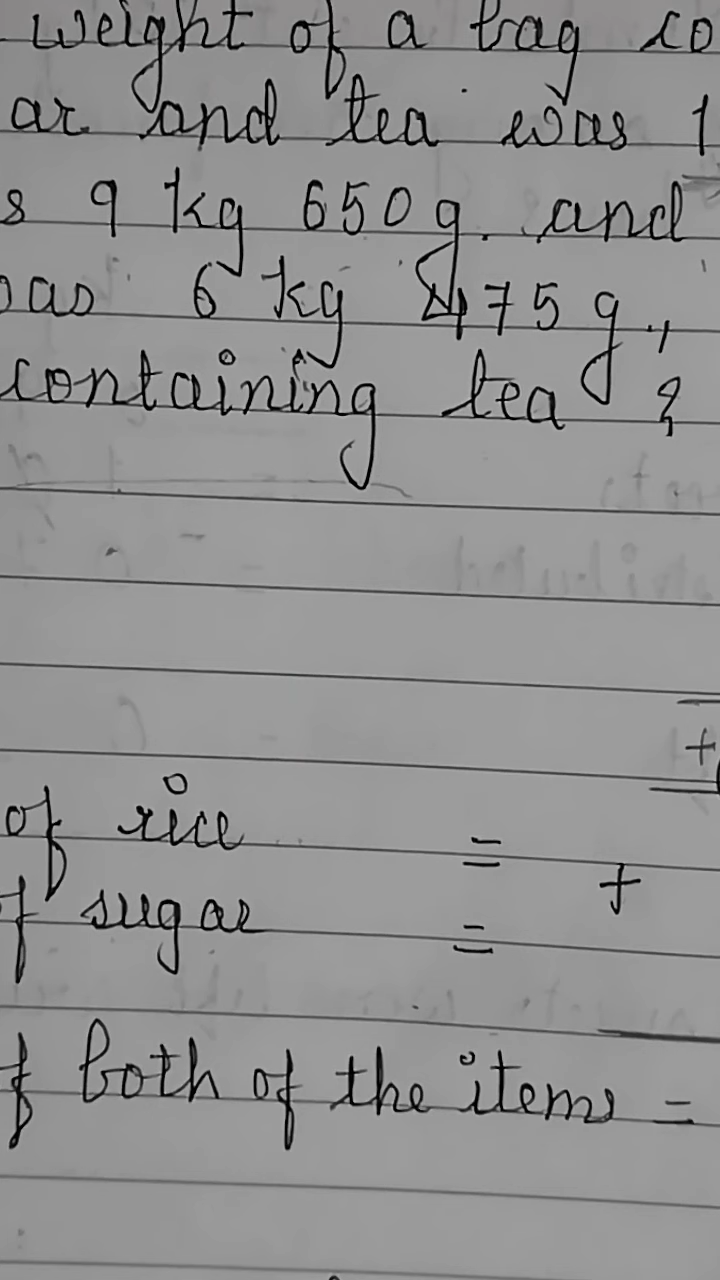 weight of a bag co
ar and tea was 1
s 9 kg 650 g. and
as 6 kg 475 g.,
containing tea ?
+
of rice = +
f sugar =
f both of the items =